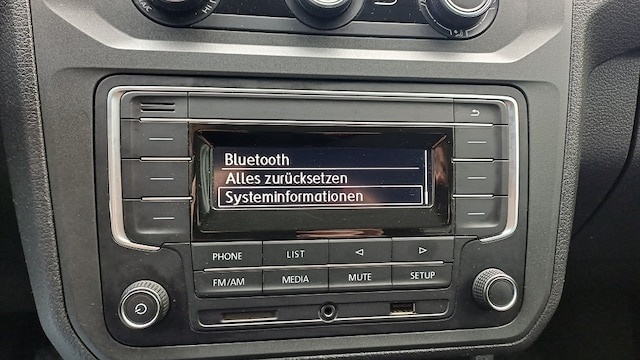 Bluetooth
Alles zurücksetzen
Systeminformationen
PHONE LIST
FM/AM MEDIA MUTE SETUP